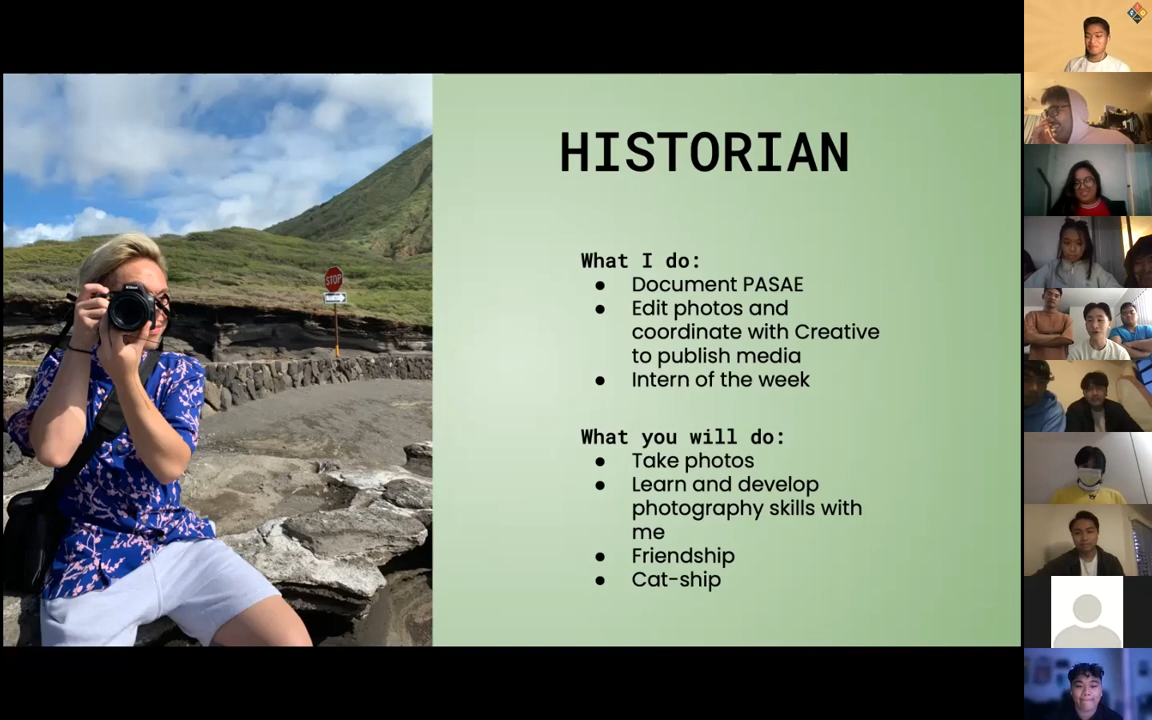 HISTORIAN
What I do:
● Document PASAE
● Edit photos and
coordinate with Creative
to publish media
● Intern of the week
What you will do:
● Take photos
● Learn and develop
photography skills with
me
● Friendship
● Cat-ship
STOP